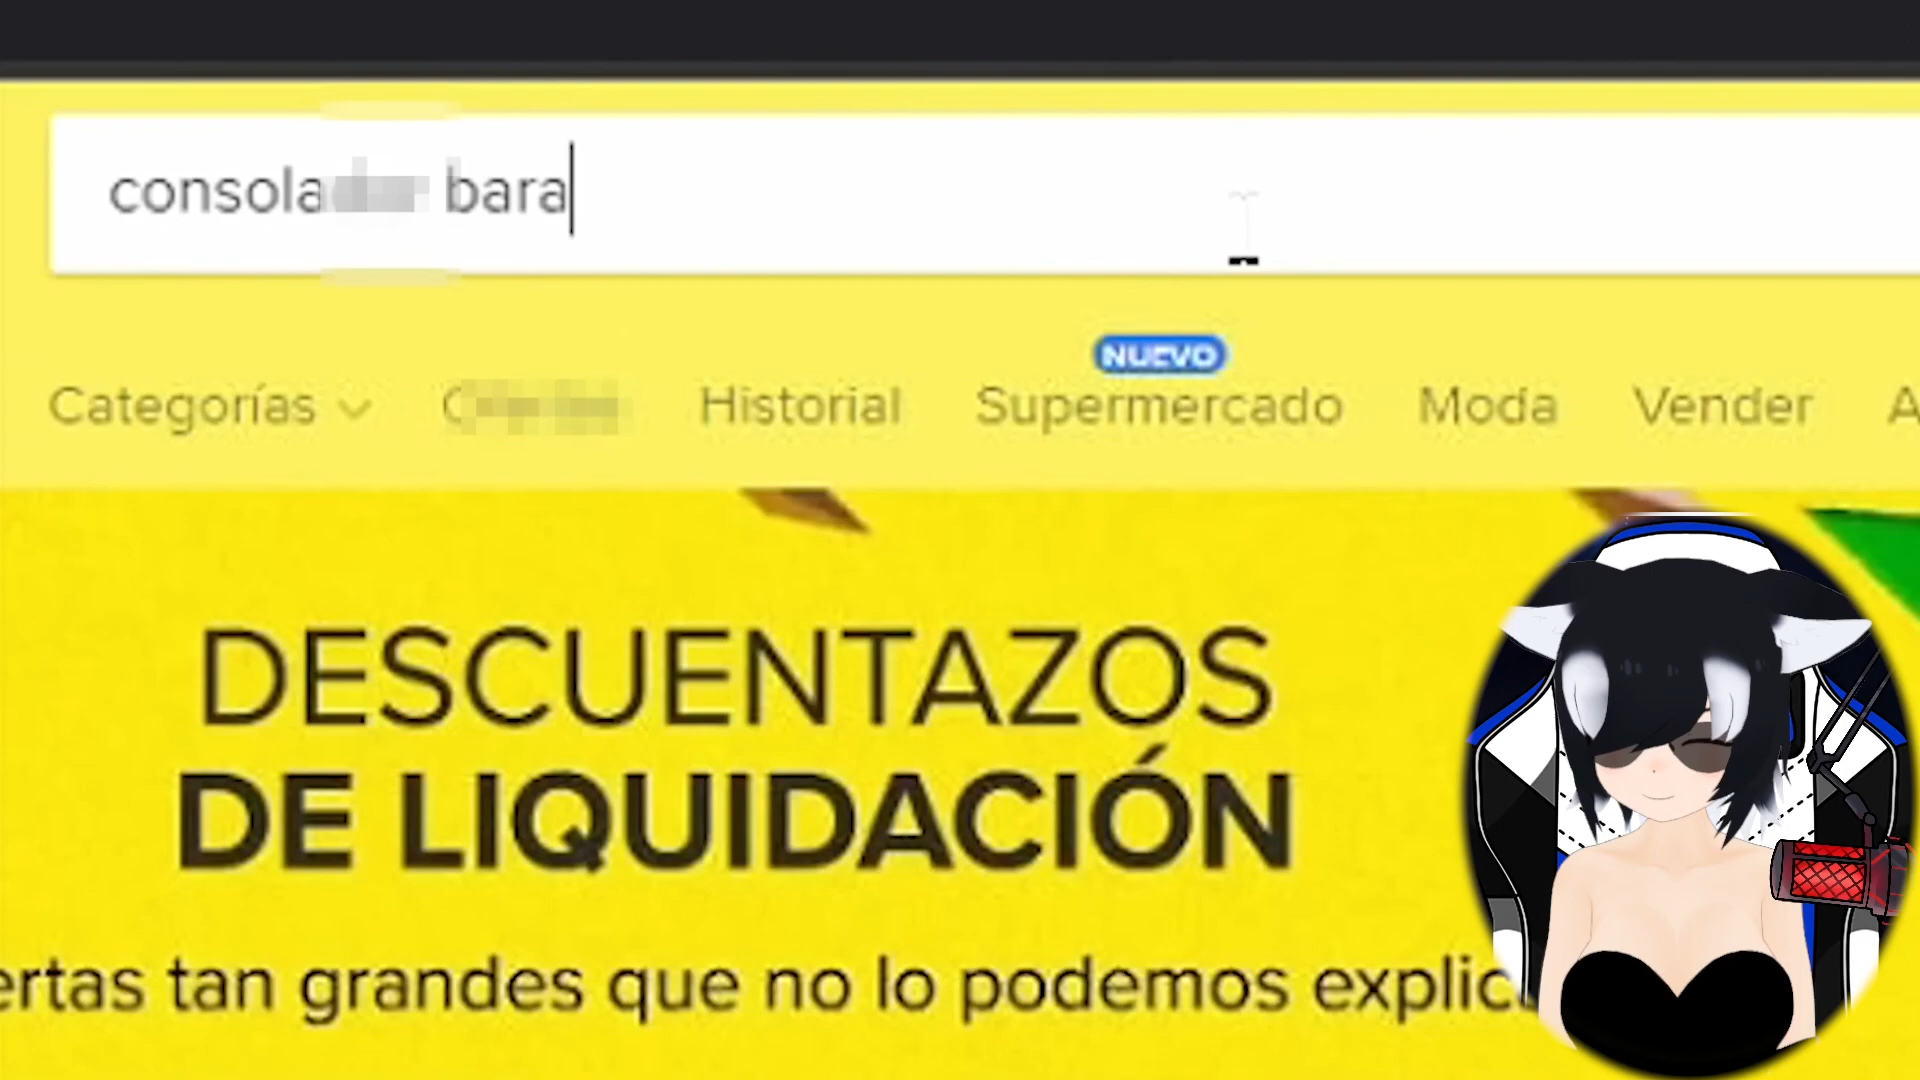 consola bara
NUEVO
Categorías Historial Supermercado Moda Vender A
DESCUENTAZOS
DE LIQUIDACIÓN
ertas tan grandes que no lo podemos explic